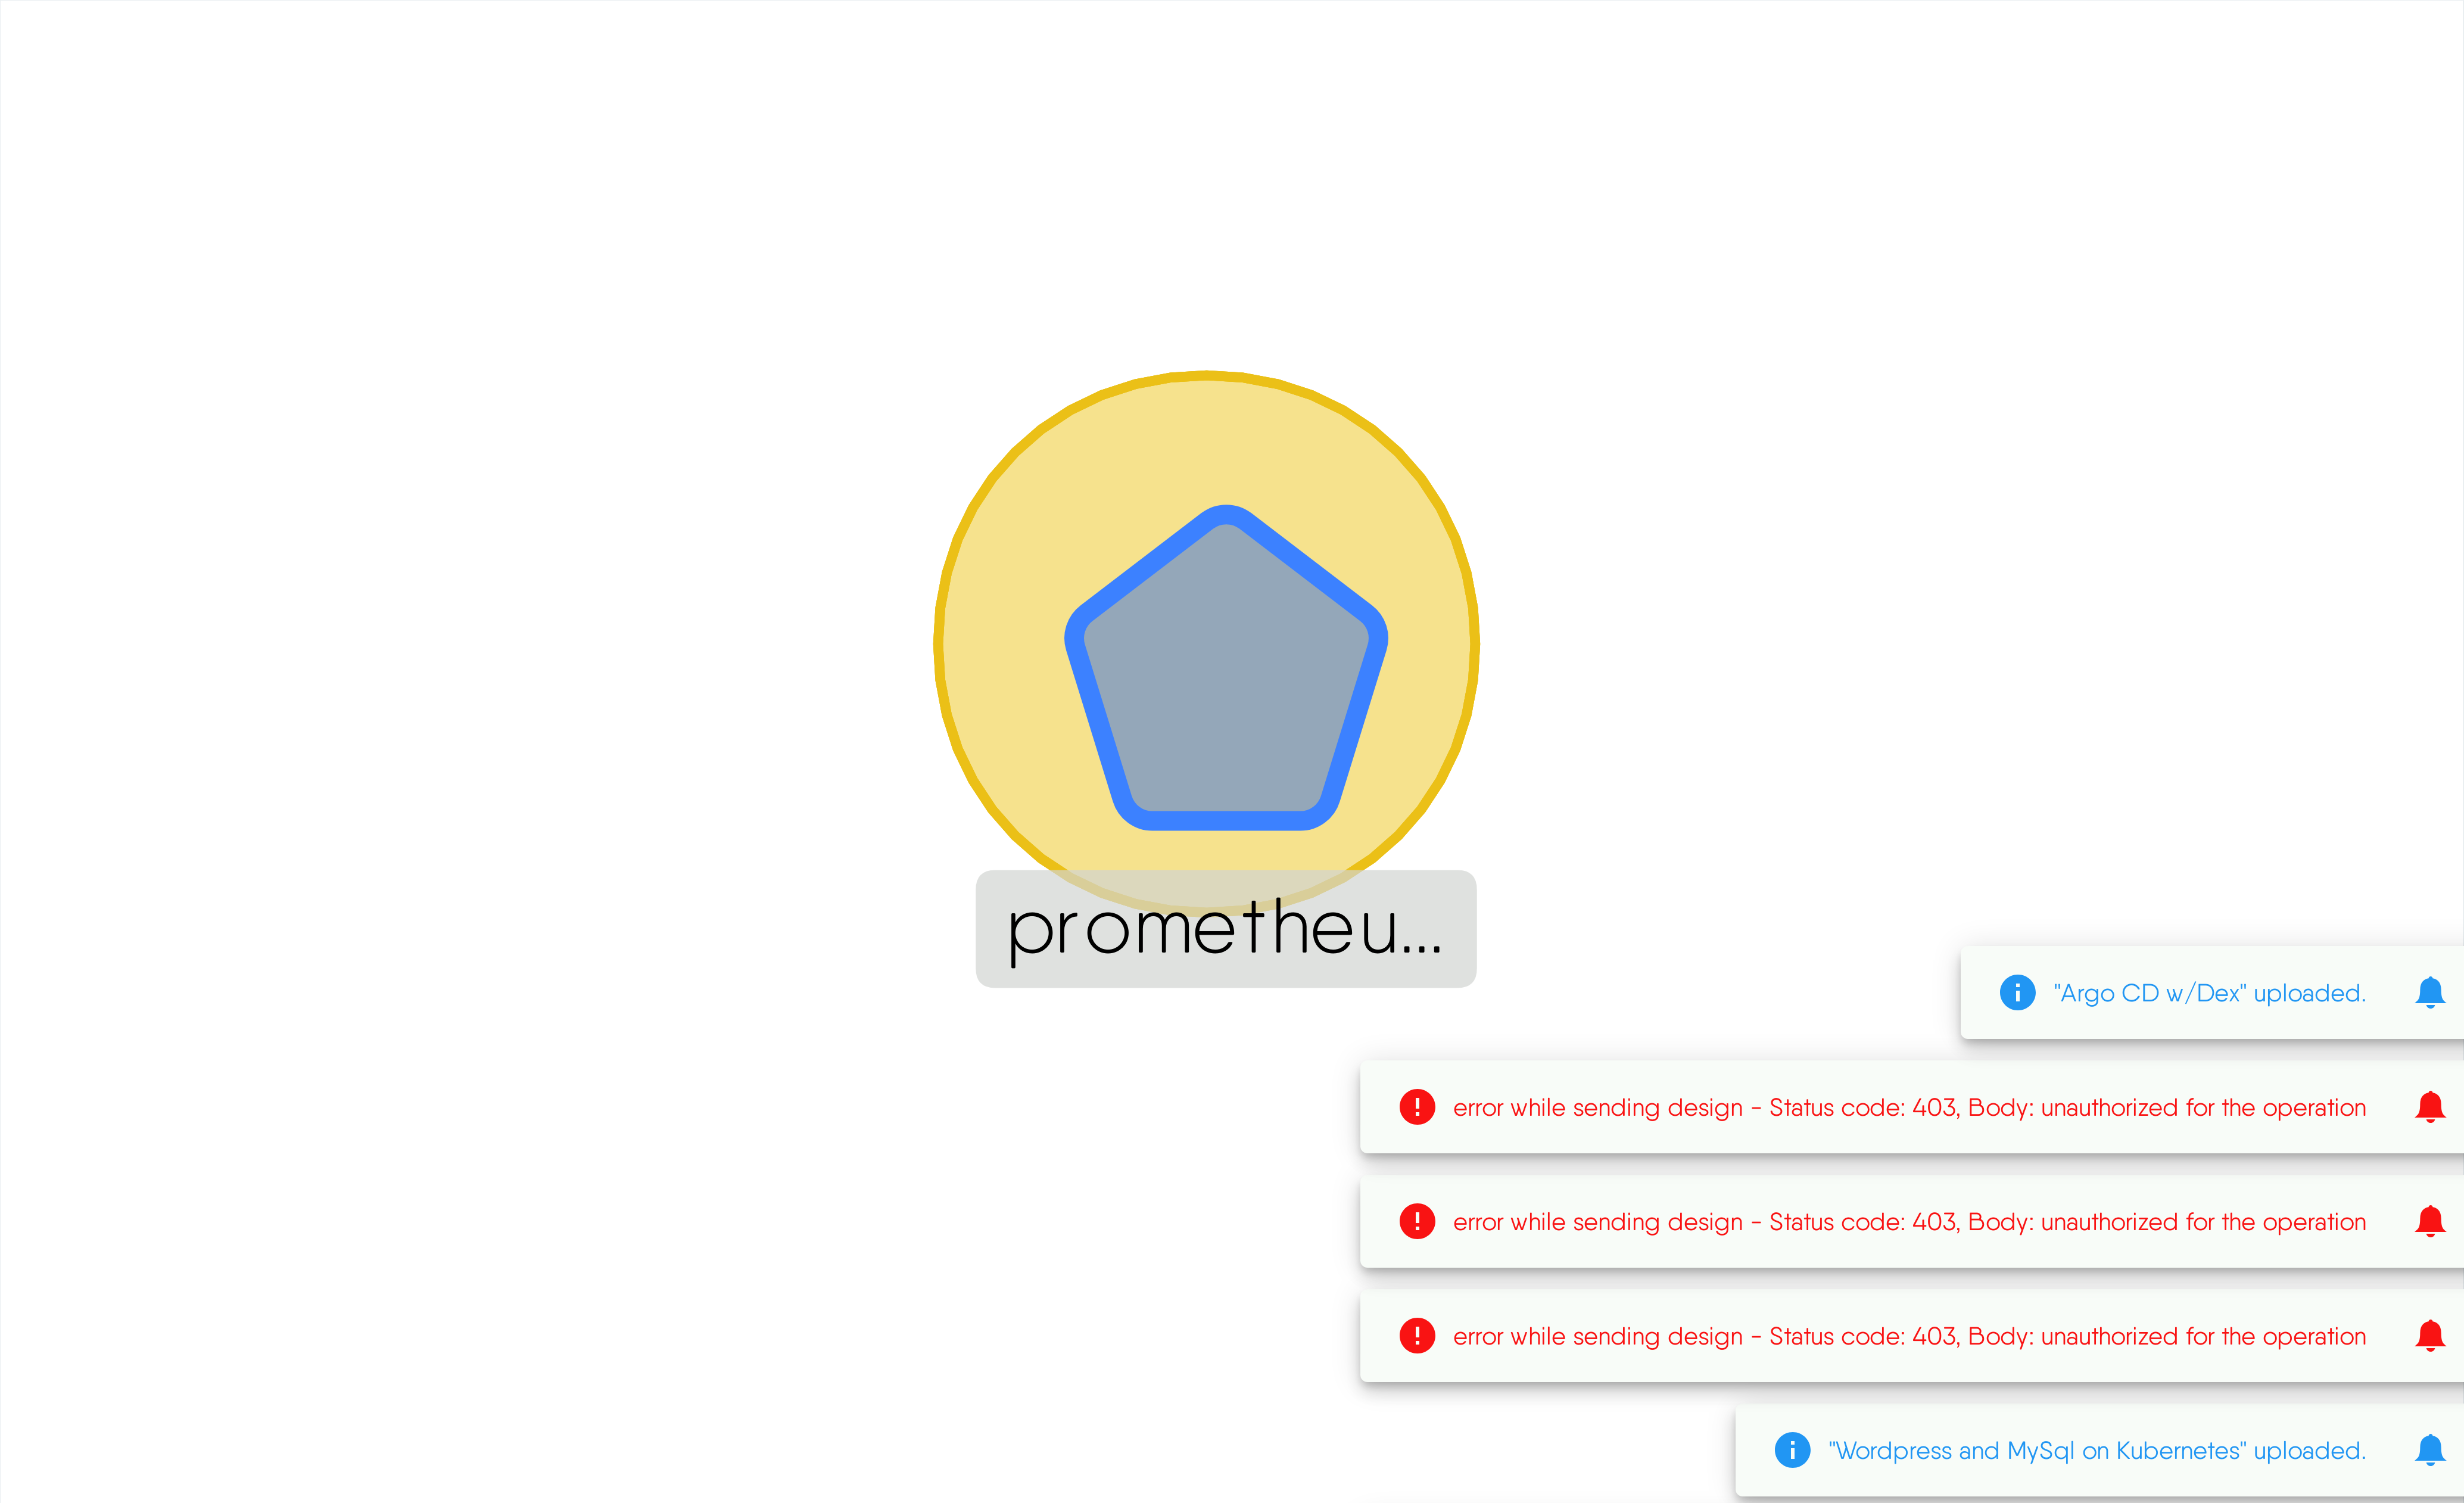 prometheu...
"Argo CD w/Dex" uploaded.
error while sending design - Status code: 403, Body: unauthorized for the operation
error while sending design - Status code: 403, Body: unauthorized for the operation
error while sending design - Status code: 403, Body: unauthorized for the operation
"Wordpress and MySql on Kubernetes" uploaded.